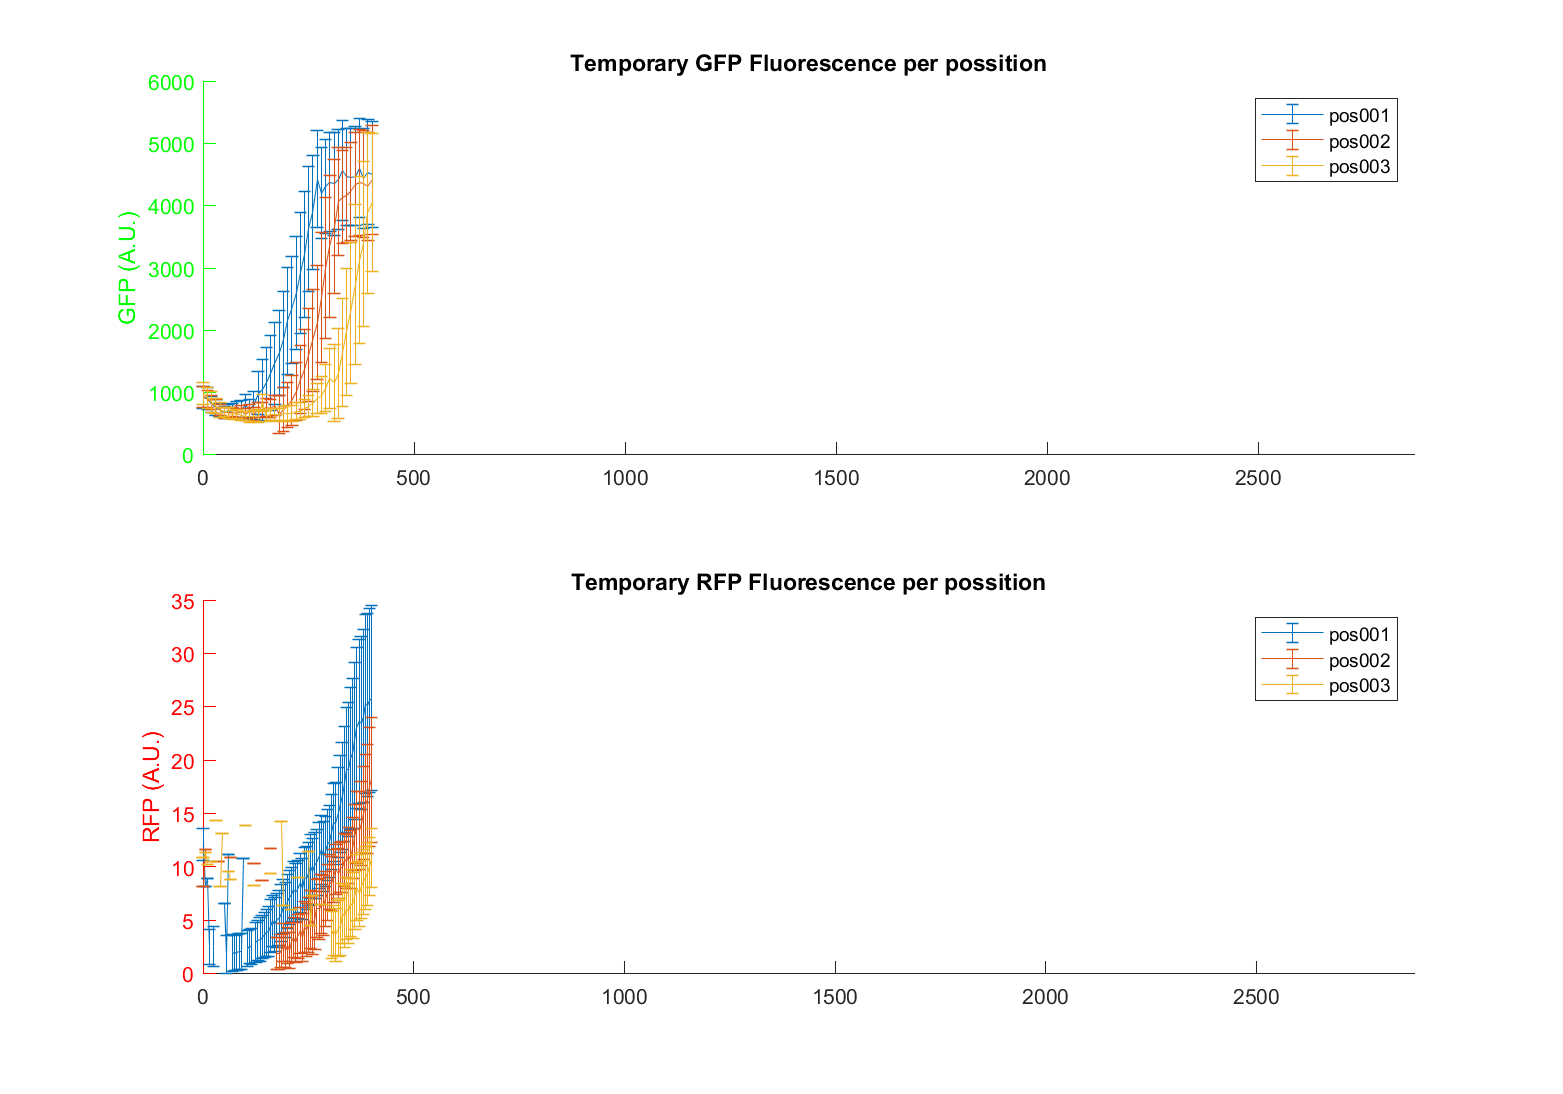 Temporary GFP Fluorescence per possition
6000
5000
4000
3000
2000
1000
0
GFP (A.U.)
pos001
pos002
pos003
0 500 1000 1500 2000 2500
Temporary RFP Fluorescence per possition
35
30
25
20
15
10
5
0
RFP (A.U.)
pos001
pos002
pos003
0 500 1000 1500 2000 2500